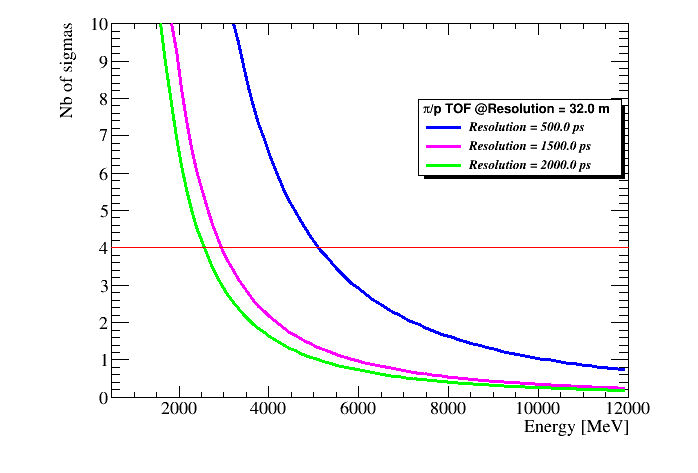 Nb of sigmas
10
9
8
7
6
5
4
3
2
1
0
π/p TOF @Resolution = 32.0 m
Resolution = 500.0 ps
Resolution = 1500.0 ps
Resolution = 2000.0 ps
2000 4000 6000 8000 10000 12000
Energy [MeV]